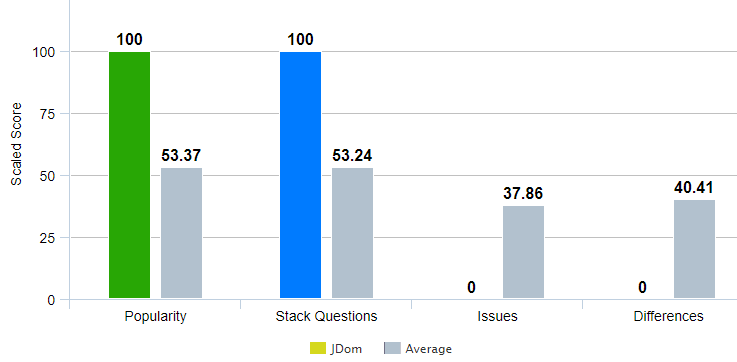 100
100
100
53.37
53.24
37.86
40.41
0
0
75
50
25
0
Scaled Score
Popularity
Stack Questions
Issues
Differences
JDom
Average